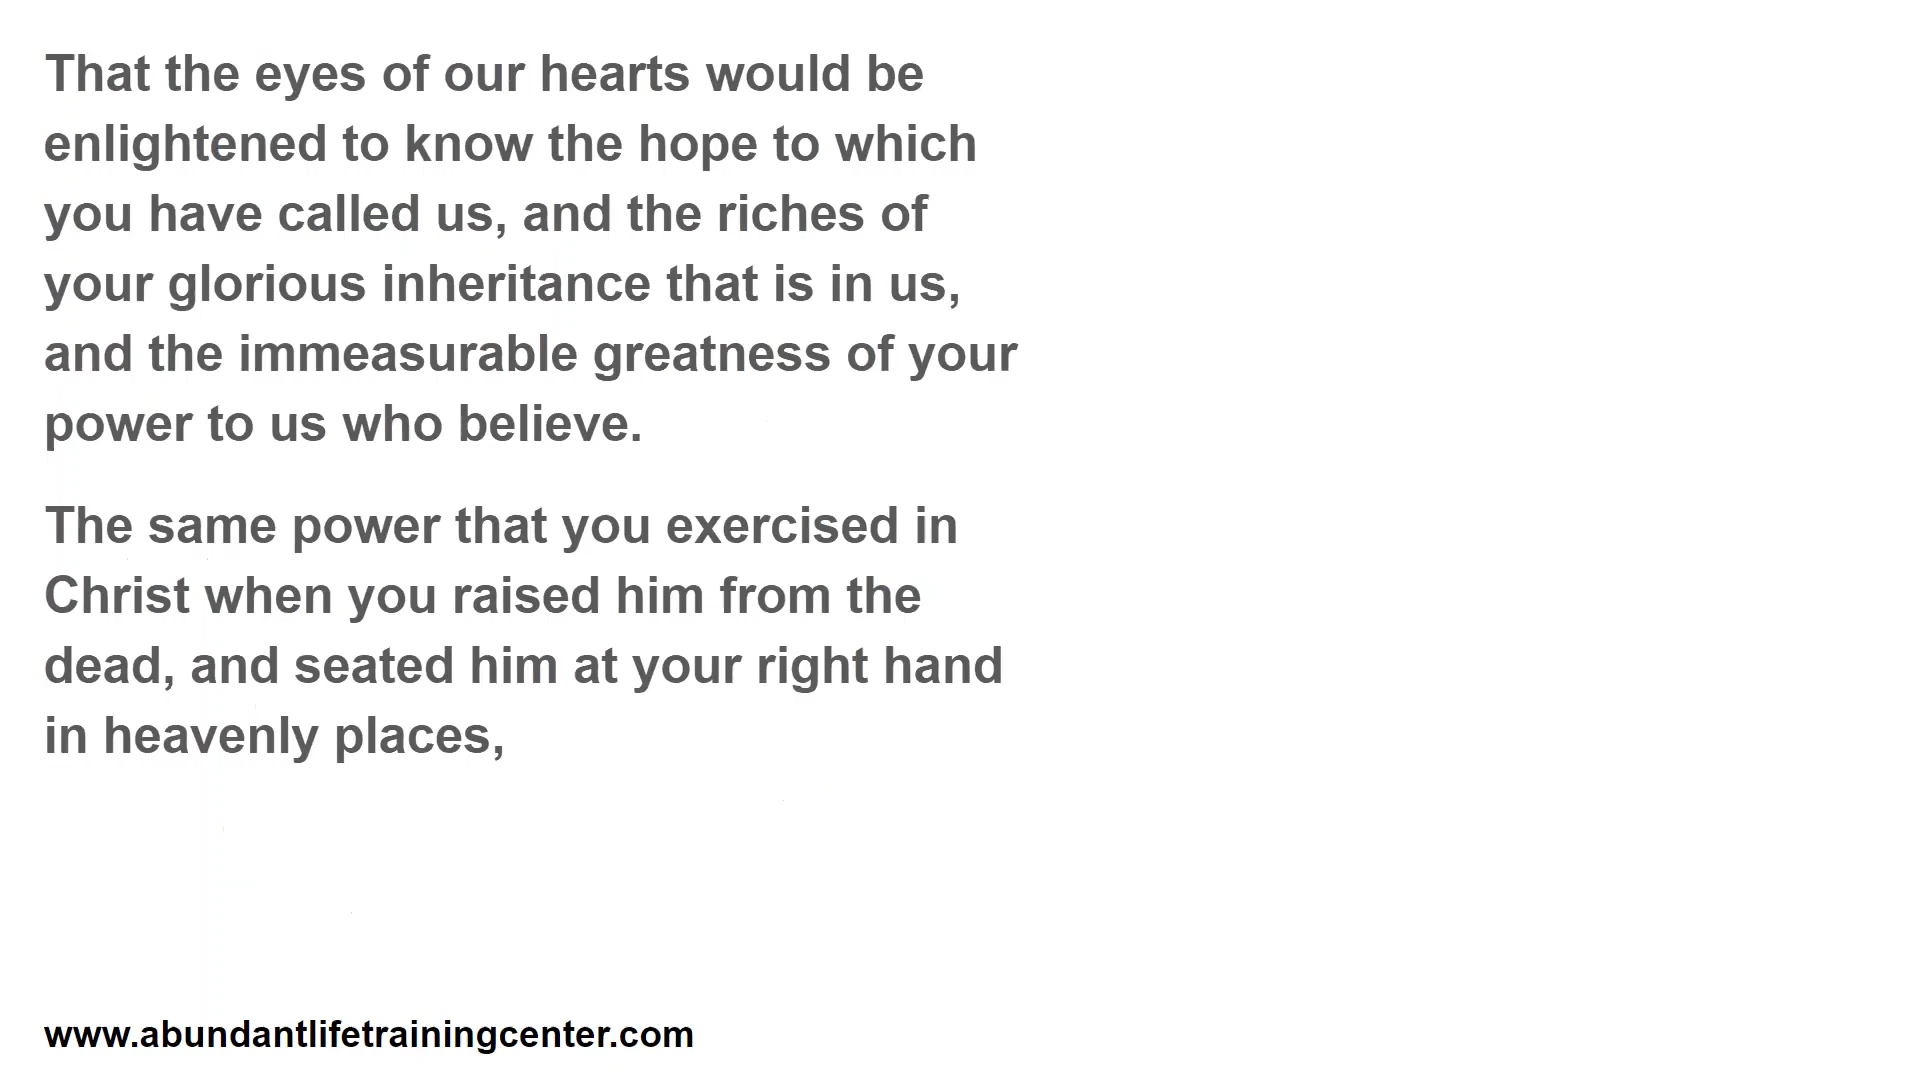 That the eyes of our hearts would be
enlightened to know the hope to which
you have called us, and the riches of
your glorious inheritance that is in us,
and the immeasurable greatness of your
power to us who believe.
The same power that you exercised in
Christ when you raised him from the
dead, and seated him at your right hand
in heavenly places,
www.abundantlifetrainingcenter.com